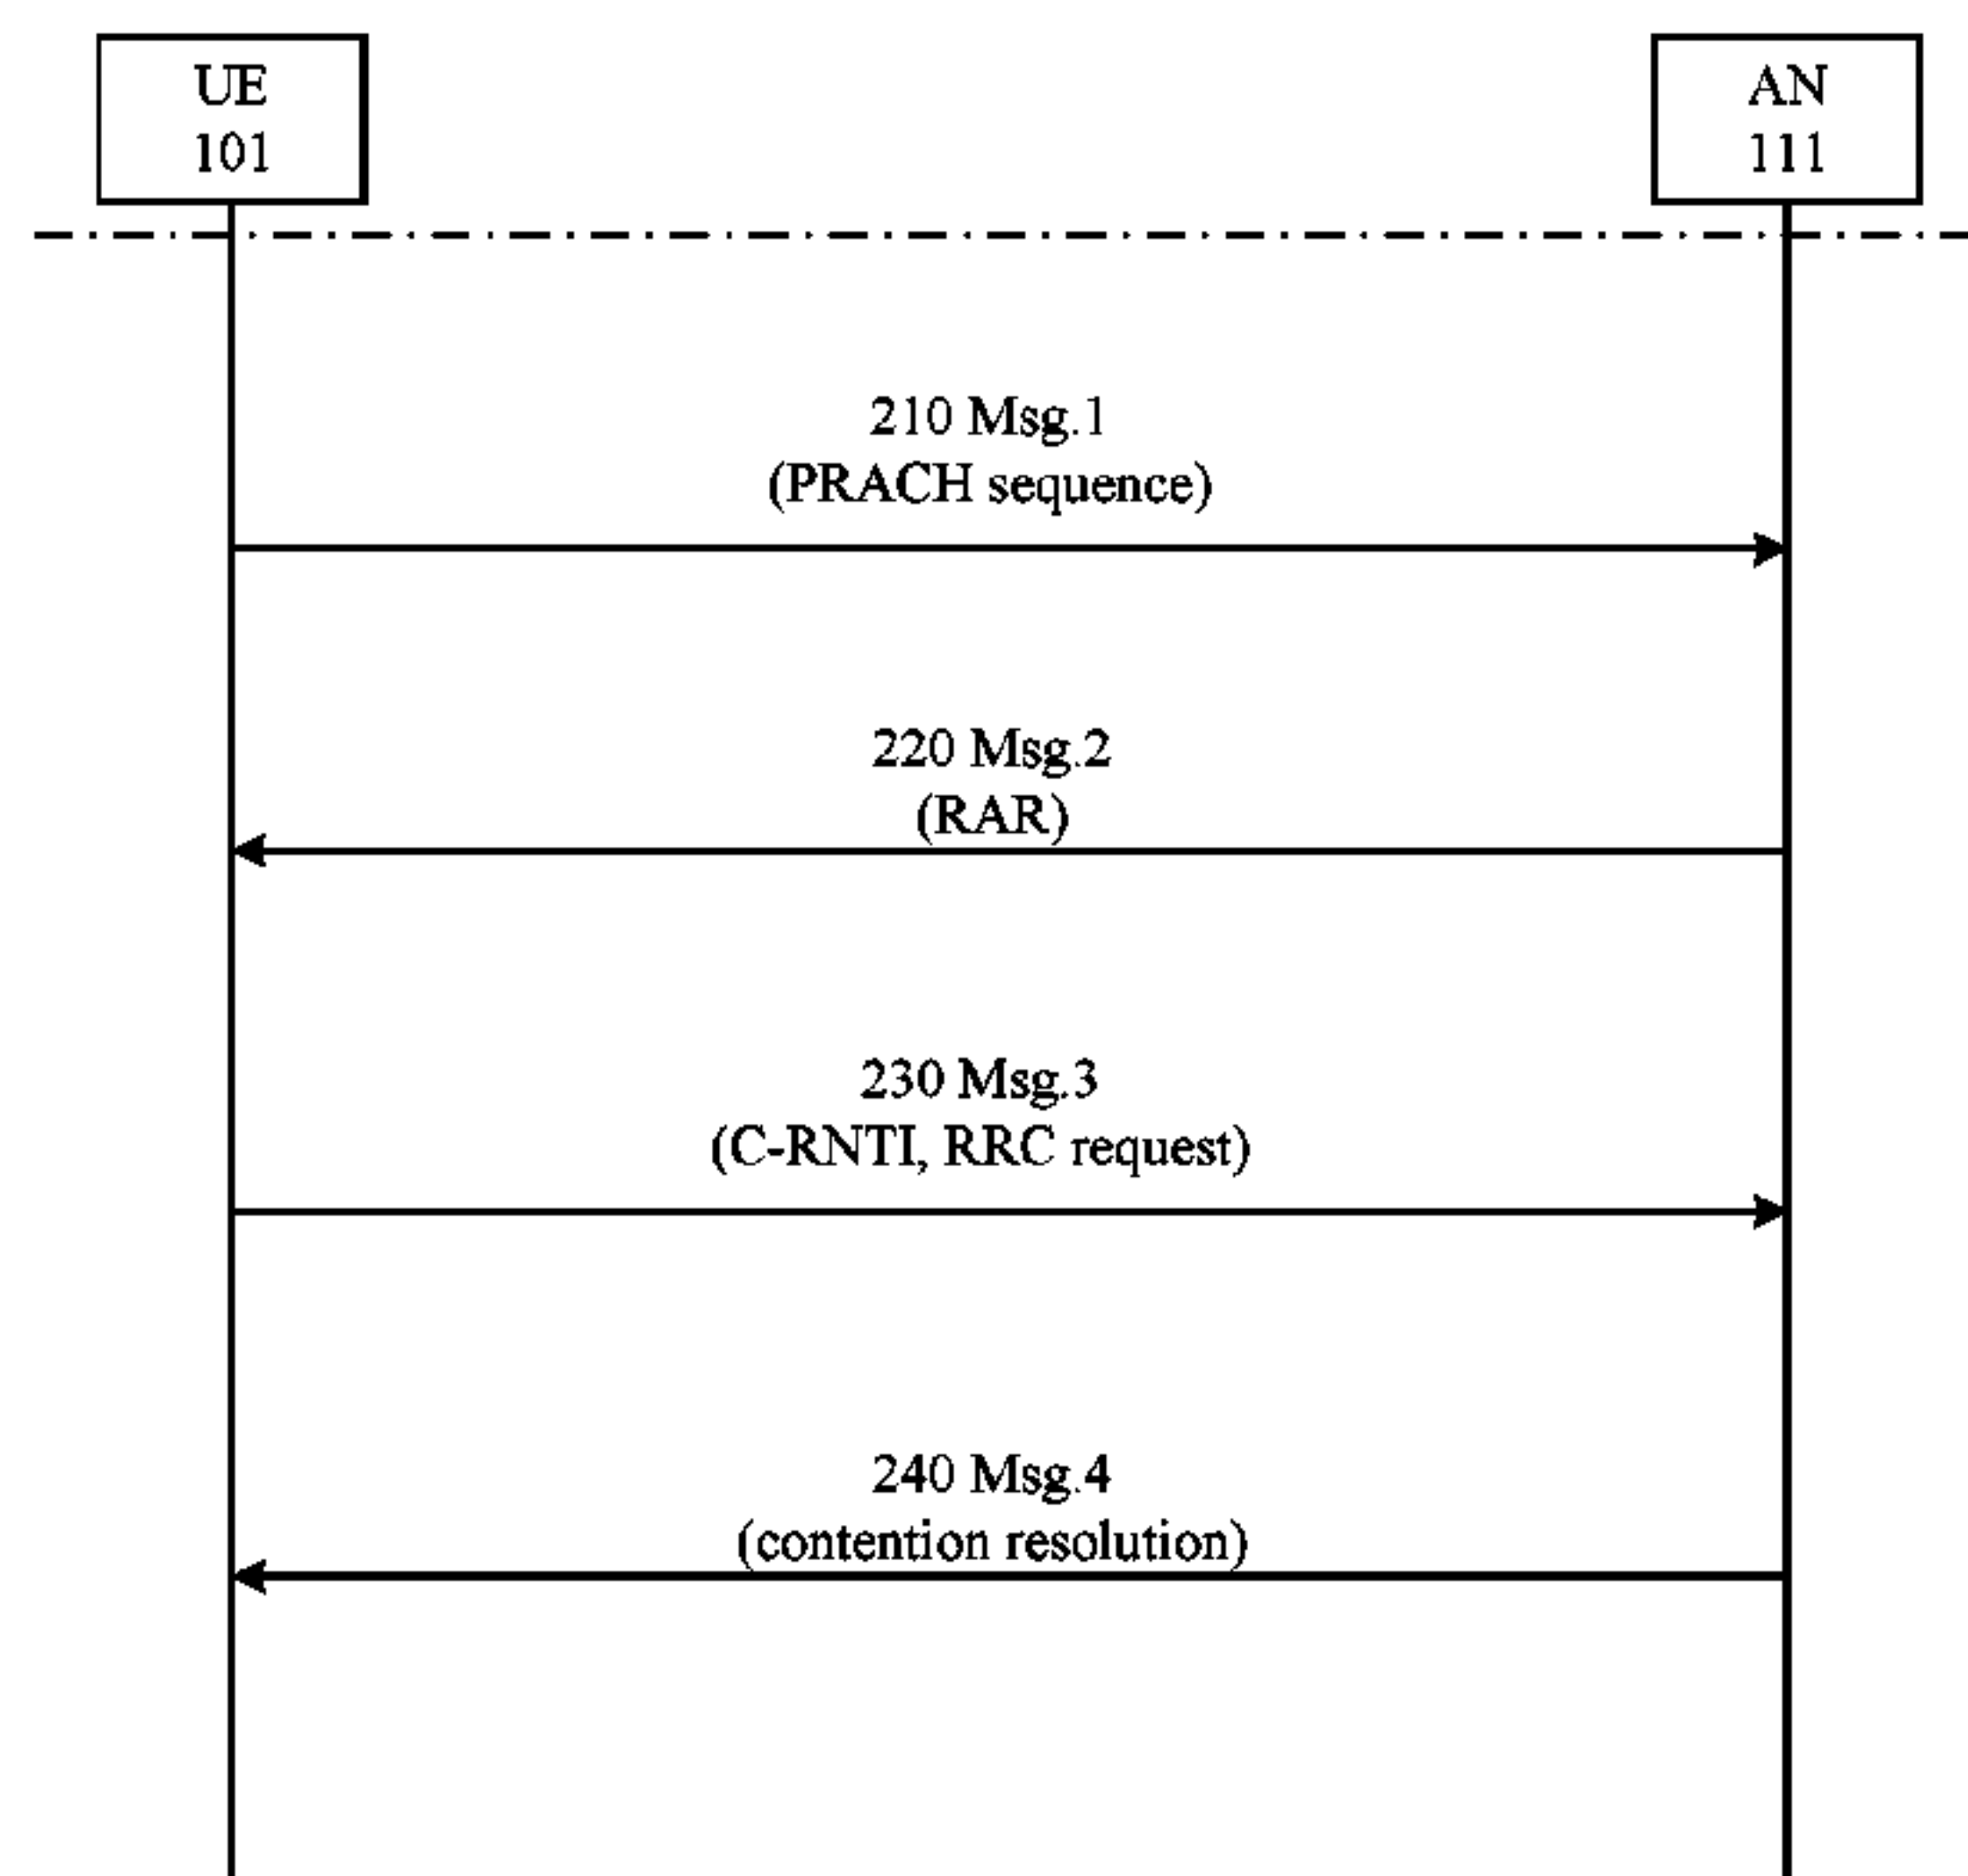 UE
101
AN
111
210 Msg.1
(PRACH sequence)
220 Msg.2
(RAR)
230 Msg.3
(C-RNTI, RRC request)
240 Msg.4
(contention resolution)